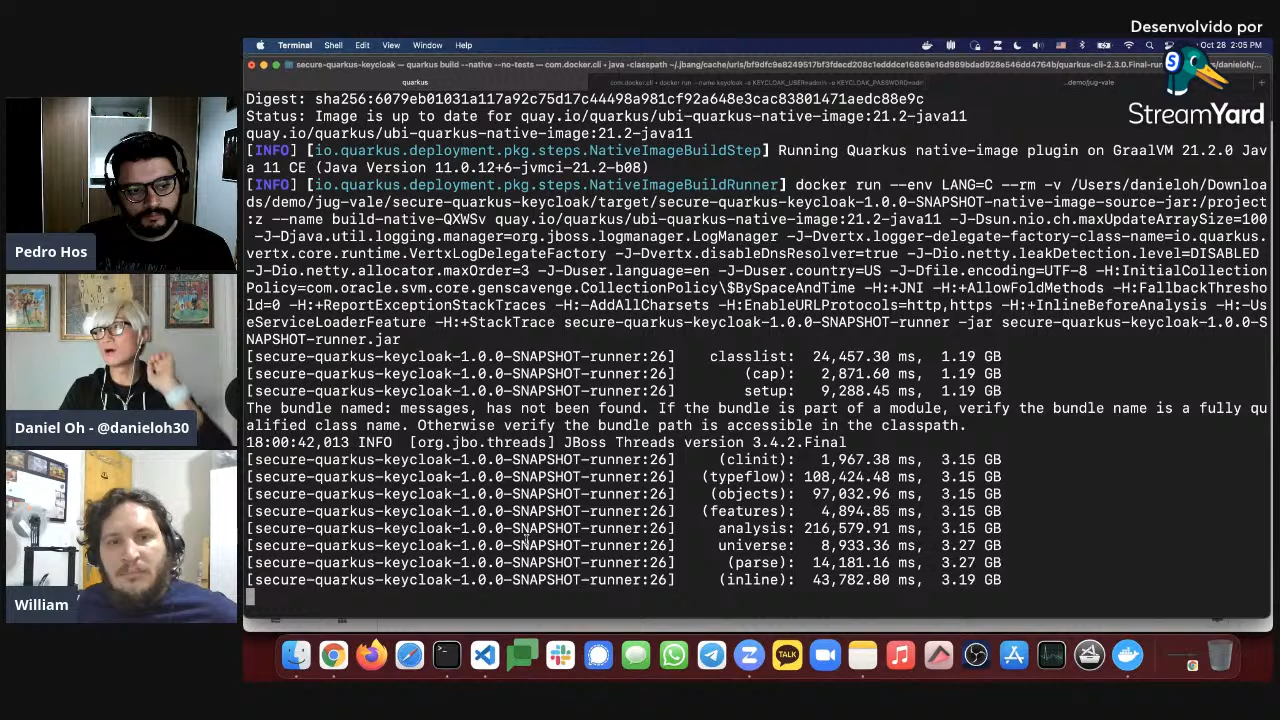 Desenvolvido por
StreamYard
Terminal Shell Edit View Window Help
Oct 28 2:05 PM
secure-quarkus-keycloak — quarkus build --native --no-tests — com.docker.cli
quarkus
...demo/jug-vale
Digest: sha256:6079eb01031a117a92c75d17c44498a981cf92a648e3cac83801471aedc88e9c
Status: Image is up to date for quay.io/quarkus/ubi-quarkus-native-image:21.2-java11
quay.io/quarkus/ubi-quarkus-native-image:21.2-java11
[INFO] [io.quarkus.deployment.pkg.steps.NativeImageBuildStep] Running Quarkus native-image plugin on GraalVM 21.2.0 Jav
a 11 CE (Java Version 11.0.12+6-jvmci-21.2-b08)
[INFO] [io.quarkus.deployment.pkg.steps.NativeImageBuildRunner] docker run --env LANG=C --rm -v /Users/danieloh/Downloa
ds/demo/jug-vale/secure-quarkus-keycloak/target/secure-quarkus-keycloak-1.0.0-SNAPSHOT-native-image-source-jar:/project
:z --name build-native-QXWSv quay.io/quarkus/ubi-quarkus-native-image:21.2-java11 -J-Dsun.nio.ch.maxUpdateArraySize=100
-J-Djava.util.logging.manager=org.jboss.logmanager.LogManager -J-Dvertx.logger-delegate-factory-class-name=io.quarkus.
vertx.core.runtime.VertxLogDelegateFactory -J-Dvertx.disableDnsResolver=true -J-Dio.netty.leakDetection.level=DISABLED
-J-Dio.netty.allocator.maxOrder=3 -J-Duser.language=en -J-Duser.country=US -J-Dfile.encoding=UTF-8 -H:InitialCollection
Policy=com.oracle.svm.core.genscavenge.CollectionPolicy\$BySpaceAndTime -H:+JNI -H:+AllowFoldMethods -H:FallbackThresho
ld=0 -H:+ReportExceptionStackTraces -H:-AddAllCharsets -H:EnableURLProtocols=http,https -H:+InlineBeforeAnalysis -H:-Us
eServiceLoaderFeature -H:+StackTrace secure-quarkus-keycloak-1.0.0-SNAPSHOT-runner -jar secure-quarkus-keycloak-1.0.0-S
NAPSHOT-runner.jar
[secure-quarkus-keycloak-1.0.0-SNAPSHOT-runner:26] classlist: 24,457.30 ms, 1.19 GB
[secure-quarkus-keycloak-1.0.0-SNAPSHOT-runner:26] (cap): 2,871.60 ms, 1.19 GB
[secure-quarkus-keycloak-1.0.0-SNAPSHOT-runner:26] setup: 9,288.45 ms, 1.19 GB
The bundle named: messages, has not been found. If the bundle is part of a module, verify the bundle name is a fully qu
alified class name. Otherwise verify the bundle path is accessible in the classpath.
18:00:42,013 INFO [org.jbo.threads] JBoss Threads version 3.4.2.Final
[secure-quarkus-keycloak-1.0.0-SNAPSHOT-runner:26] (clinit): 1,967.38 ms, 3.15 GB
[secure-quarkus-keycloak-1.0.0-SNAPSHOT-runner:26] (typeflow): 108,424.48 ms, 3.15 GB
[secure-quarkus-keycloak-1.0.0-SNAPSHOT-runner:26] (objects): 97,032.96 ms, 3.15 GB
[secure-quarkus-keycloak-1.0.0-SNAPSHOT-runner:26] (features): 4,894.85 ms, 3.15 GB
[secure-quarkus-keycloak-1.0.0-SNAPSHOT-runner:26] analysis: 216,579.91 ms, 3.15 GB
[secure-quarkus-keycloak-1.0.0-SNAPSHOT-runner:26] universe: 8,933.36 ms, 3.27 GB
[secure-quarkus-keycloak-1.0.0-SNAPSHOT-runner:26] (parse): 14,181.16 ms, 3.27 GB
[secure-quarkus-keycloak-1.0.0-SNAPSHOT-runner:26] (inline): 43,782.80 ms, 3.19 GB
Pedro Hos
Daniel Oh - @danieloh30
William
TALK